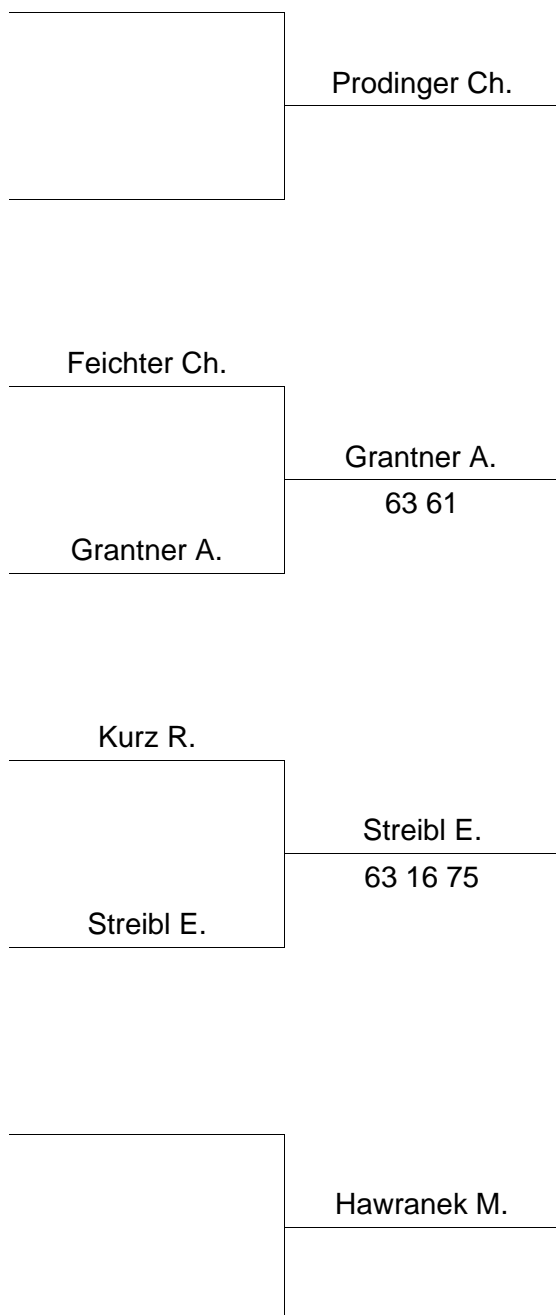 Prodinger Ch.
Feichter Ch.
Grantner A.
63 61
Grantner A.
Kurz R.
Streibl E.
63 16 75
Streibl E.
Hawranek M.